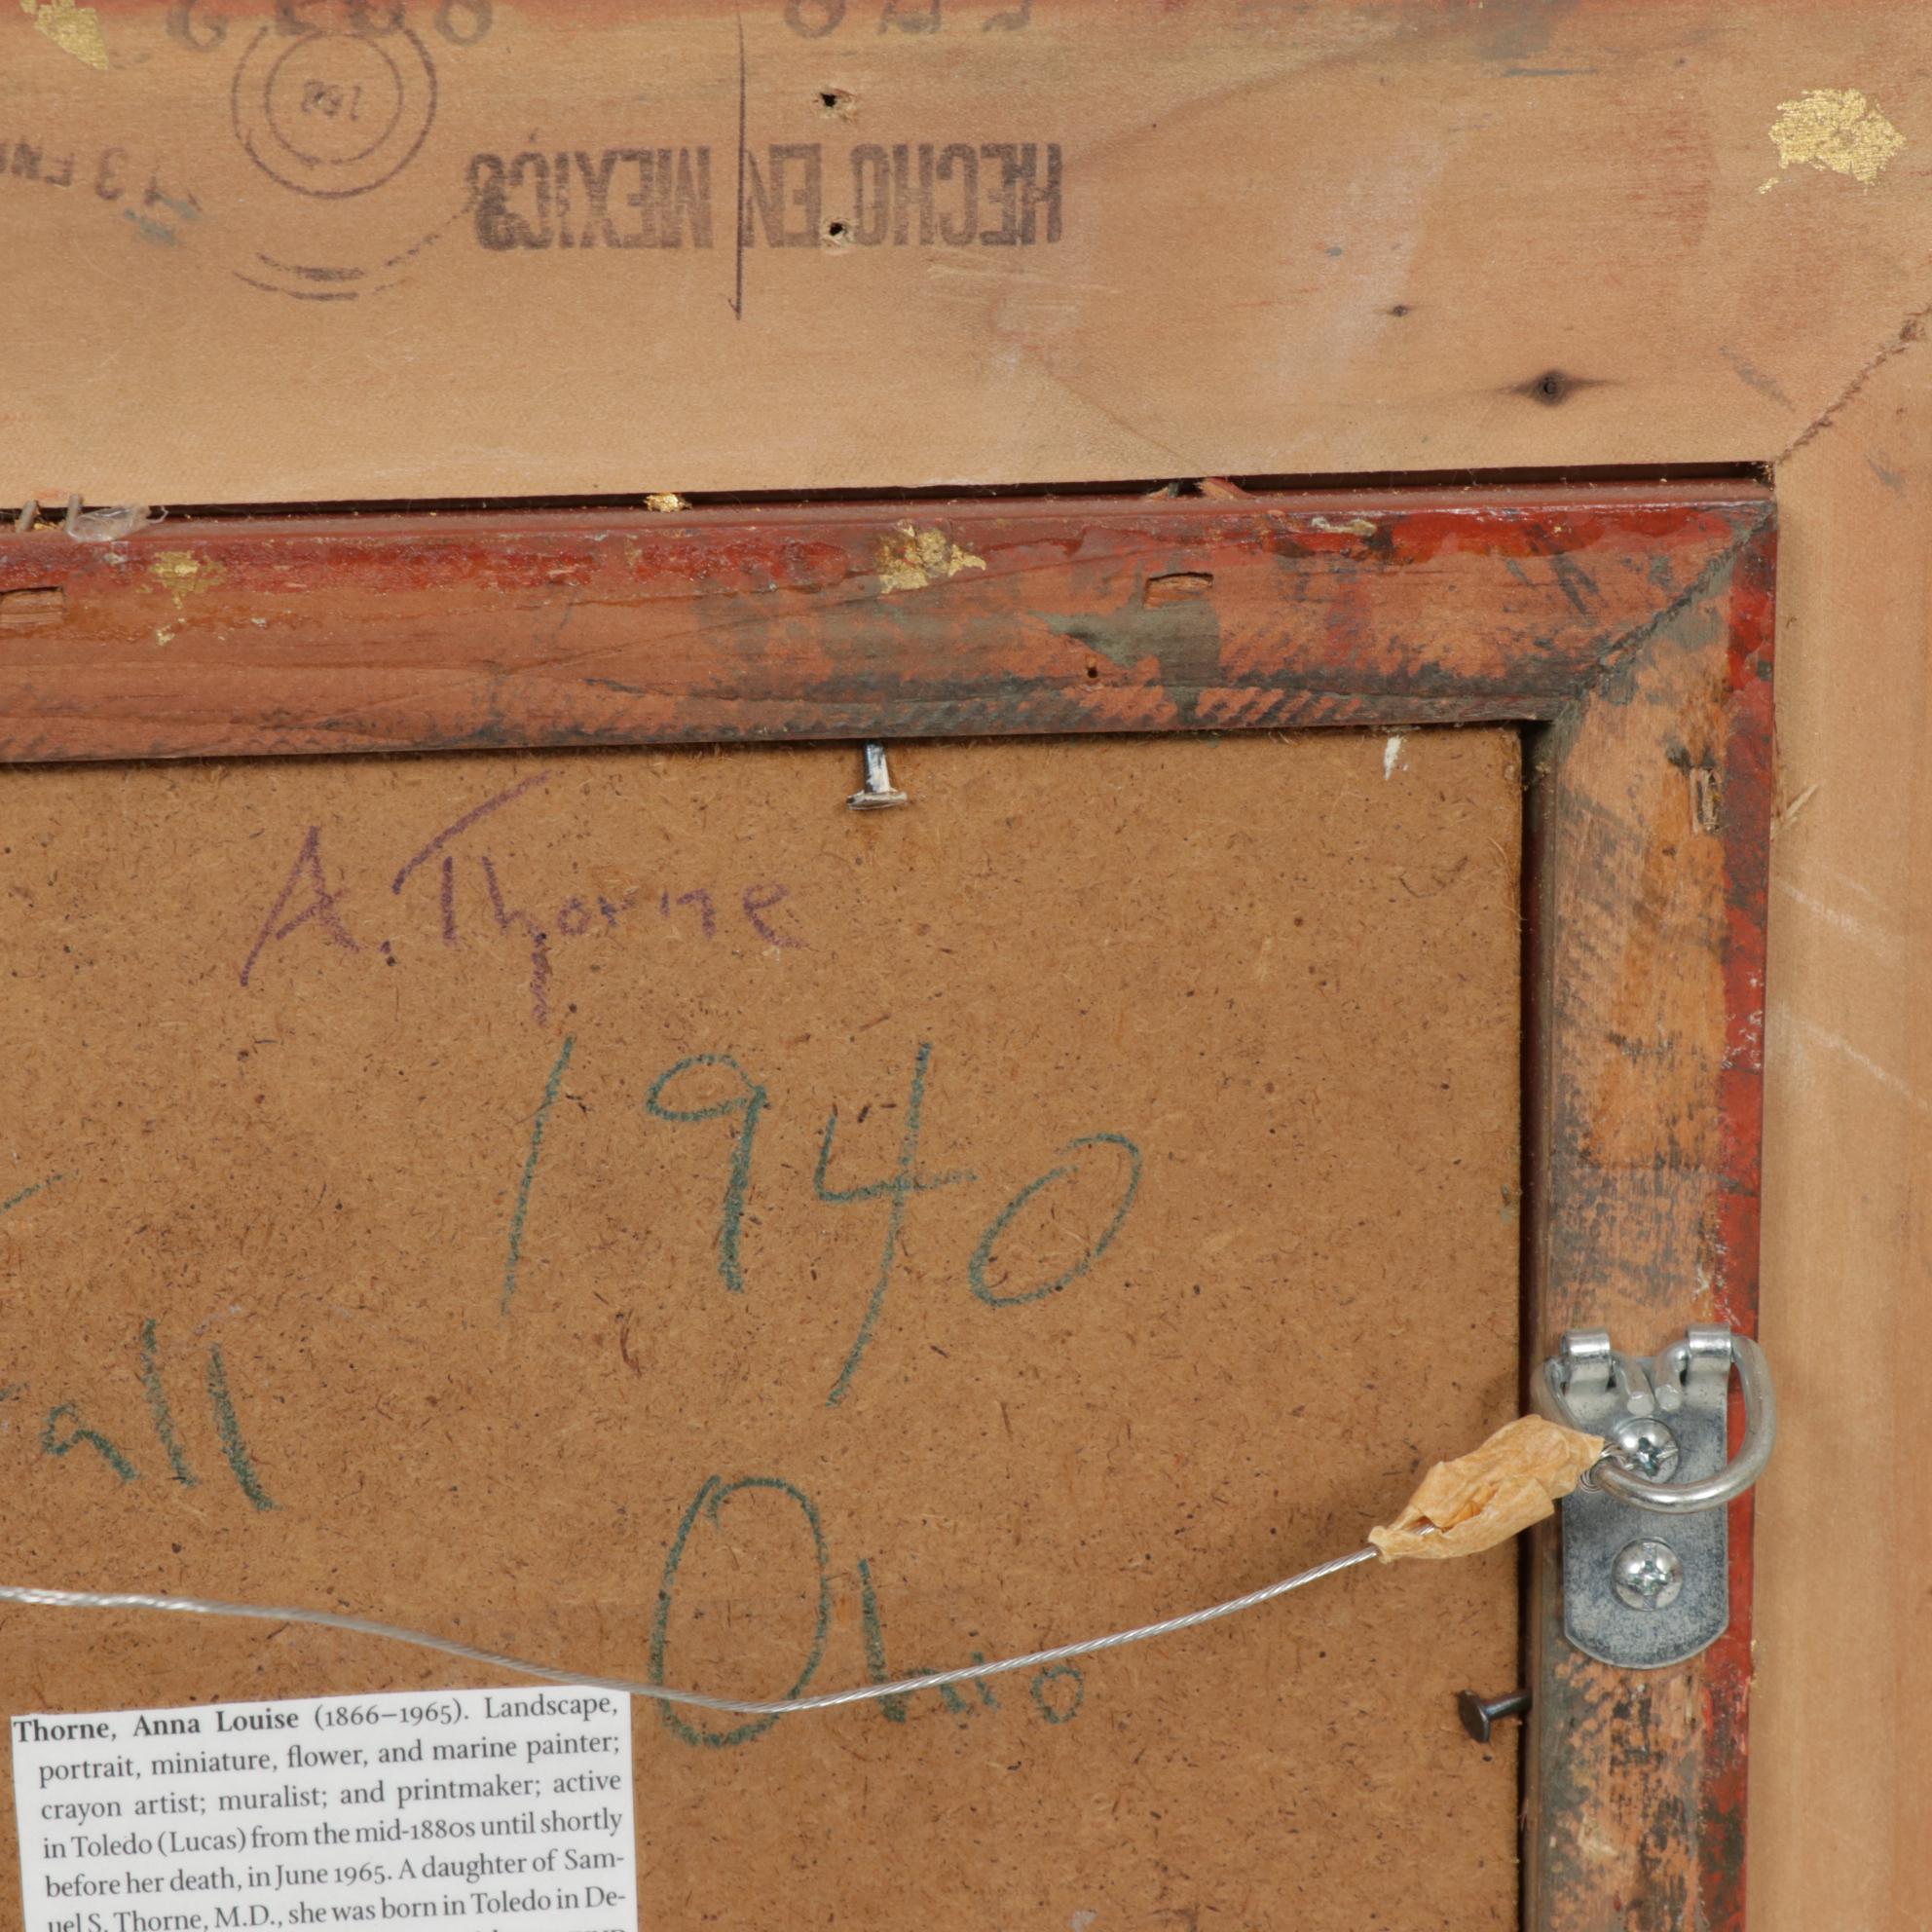 HECHO EN MEXICO
A. Thorne
1940
all
Ohio
Thorne, Anna Louise (1866–1965). Landscape,
portrait, miniature, flower, and marine painter;
crayon artist; muralist; and printmaker; active
in Toledo (Lucas) from the mid-1880s until shortly
before her death, in June 1965. A daughter of Sam-
uel S. Thorne, M.D., she was born in Toledo in De-